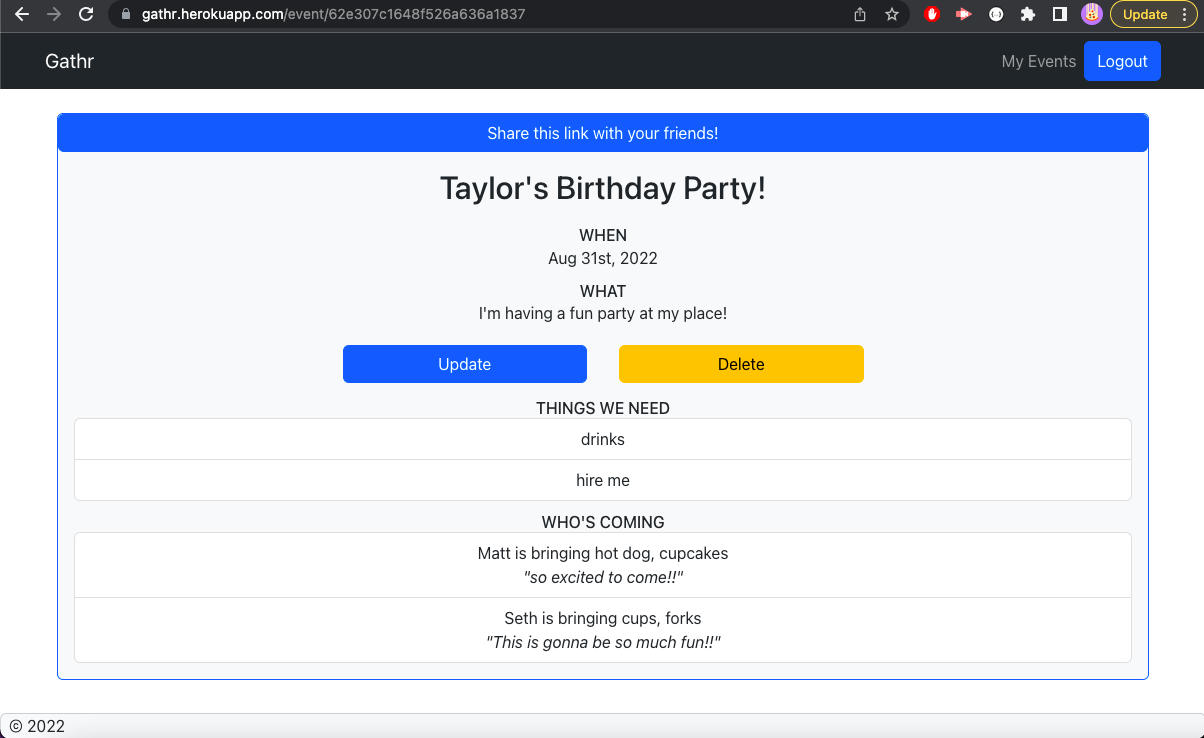 gathr.herokuapp.com/event/62e307c1648f526a636a1837
Update
Gathr
My Events
Logout
Share this link with your friends!
Taylor's Birthday Party!
WHEN
Aug 31st, 2022
WHAT
I'm having a fun party at my place!
Update
Delete
THINGS WE NEED
drinks
hire me
WHO'S COMING
Matt is bringing hot dog, cupcakes
"so excited to come!!"
Seth is bringing cups, forks
"This is gonna be so much fun!!"
© 2022